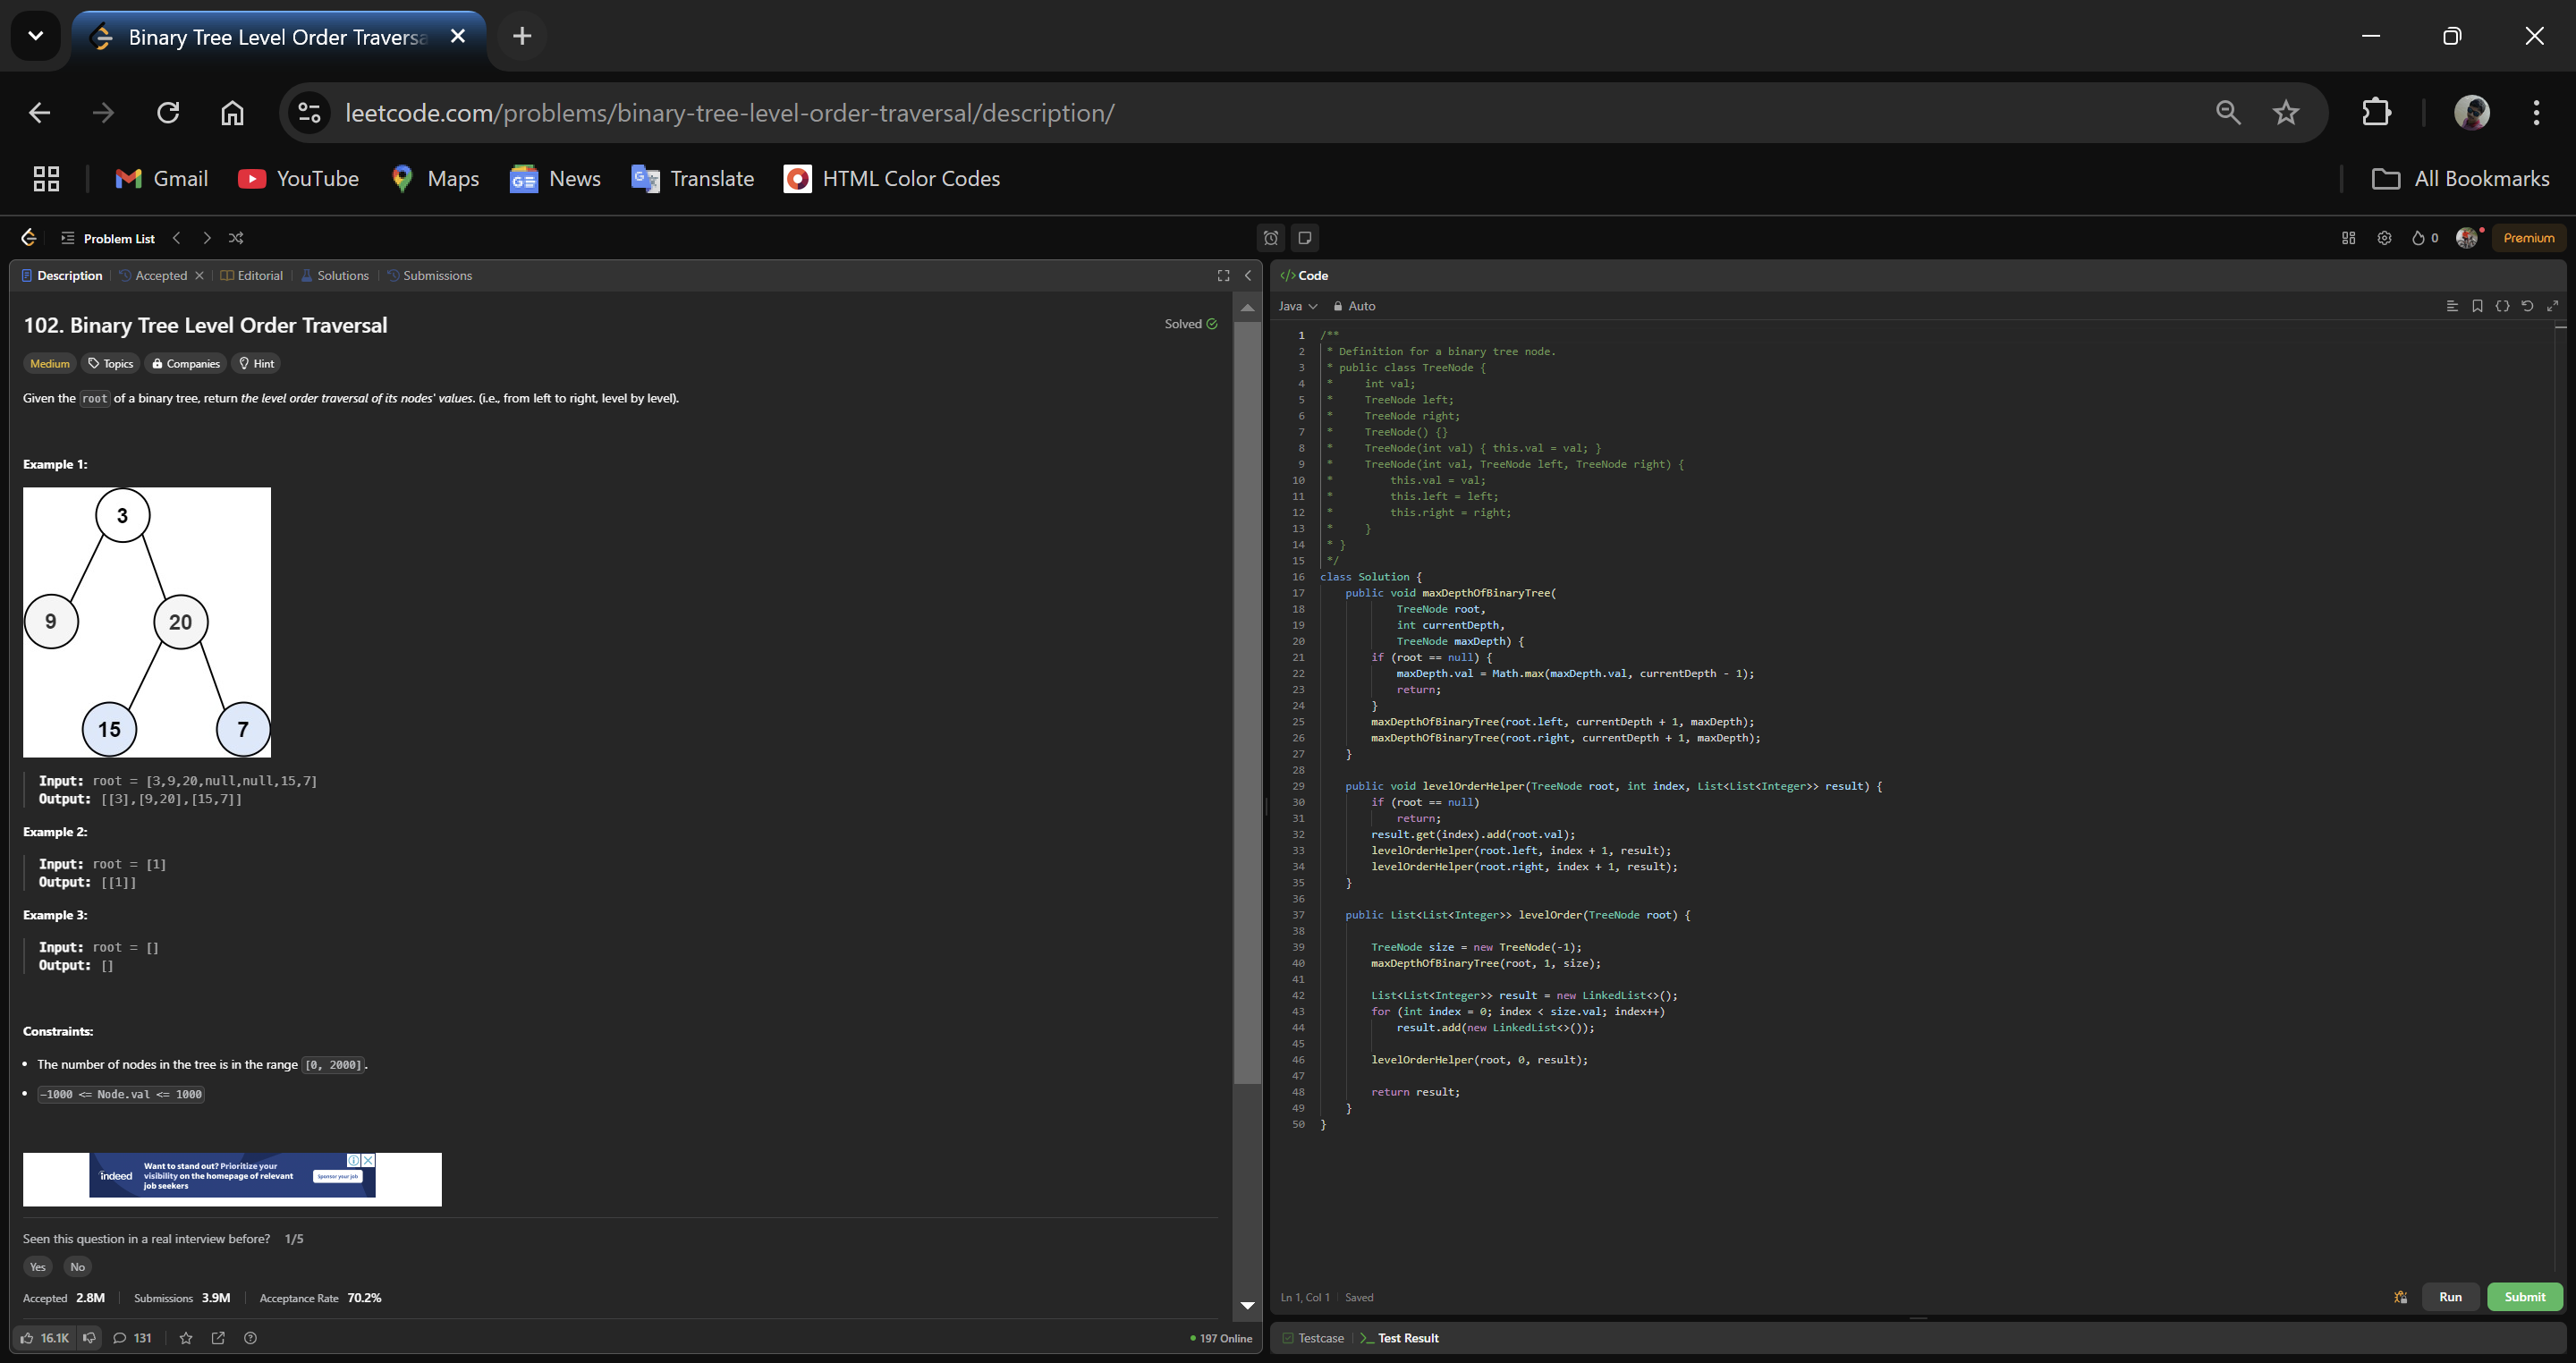 Binary Tree Level Order Traversa
leetcode.com/problems/binary-tree-level-order-traversal/description/
Gmail YouTube Maps News Translate HTML Color Codes All Bookmarks
Problem List 0 Premium
Description Accepted Editorial Solutions Submissions
102. Binary Tree Level Order Traversal Solved
Medium Topics Companies Hint
Given the root of a binary tree, return the level order traversal of its nodes' values. (i.e., from left to right, level by level).
Example 1:
3
9 20
15 7
Input: root = [3,9,20,null,null,15,7]
Output: [[3],[9,20],[15,7]]
Example 2:
Input: root = [1]
Output: [[1]]
Example 3:
Input: root = []
Output: []
Constraints:
• The number of nodes in the tree is in the range [0, 2000].
• -1000 <= Node.val <= 1000
indeed
Want to stand out? Prioritize your
visibility on the homepage of relevant
job seekers
Sponsor your job
Seen this question in a real interview before? 1/5
Yes No
Accepted 2.8M Submissions 3.9M Acceptance Rate 70.2%
16.1K 131 197 Online
</> Code
Java Auto
1 /**
2 * Definition for a binary tree node.
3 * public class TreeNode {
4 *     int val;
5 *     TreeNode left;
6 *     TreeNode right;
7 *     TreeNode() {}
8 *     TreeNode(int val) { this.val = val; }
9 *     TreeNode(int val, TreeNode left, TreeNode right) {
10 *         this.val = val;
11 *         this.left = left;
12 *         this.right = right;
13 *     }
14 * }
15 */
16 class Solution {
17     public void maxDepthOfBinaryTree(
18             TreeNode root,
19             int currentDepth,
20             TreeNode maxDepth) {
21         if (root == null) {
22             maxDepth.val = Math.max(maxDepth.val, currentDepth - 1);
23             return;
24         }
25         maxDepthOfBinaryTree(root.left, currentDepth + 1, maxDepth);
26         maxDepthOfBinaryTree(root.right, currentDepth + 1, maxDepth);
27     }
28
29     public void levelOrderHelper(TreeNode root, int index, List<List<Integer>> result) {
30         if (root == null)
31             return;
32         result.get(index).add(root.val);
33         levelOrderHelper(root.left, index + 1, result);
34         levelOrderHelper(root.right, index + 1, result);
35     }
36
37     public List<List<Integer>> levelOrder(TreeNode root) {
38
39         TreeNode size = new TreeNode(-1);
40         maxDepthOfBinaryTree(root, 1, size);
41
42         List<List<Integer>> result = new LinkedList<>();
43         for (int index = 0; index < size.val; index++)
44             result.add(new LinkedList<>());
45
46         levelOrderHelper(root, 0, result);
47
48         return result;
49     }
50 }
Ln 1, Col 1 Saved
Run Submit
Testcase Test Result